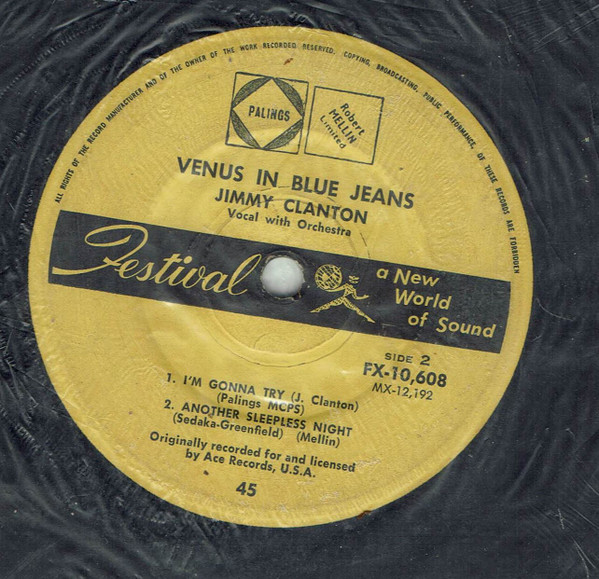 ALL RIGHTS OF THE RECORD MANUFACTURER AND OF THE OWNER OF THE WORK RECORDED RESERVED. COPYING, BROADCASTING, PUBLIC PERFORMANCE, OF THESE RECORDS ARE FORBIDDEN
PALINGS
Robert
MELLIN
Limited
VENUS IN BLUE JEANS
JIMMY CLANTON
Vocal with Orchestra
Festival
a New
World
of Sound
SIDE 2
FX-10,608
MX-12,192
1. I'M GONNA TRY (J. Clanton)
(Palings MCPS)
2. ANOTHER SLEEPLESS NIGHT
(Sedaka-Greenfield) (Mellin)
Originally recorded for and licensed
by Ace Records, U.S.A.
45